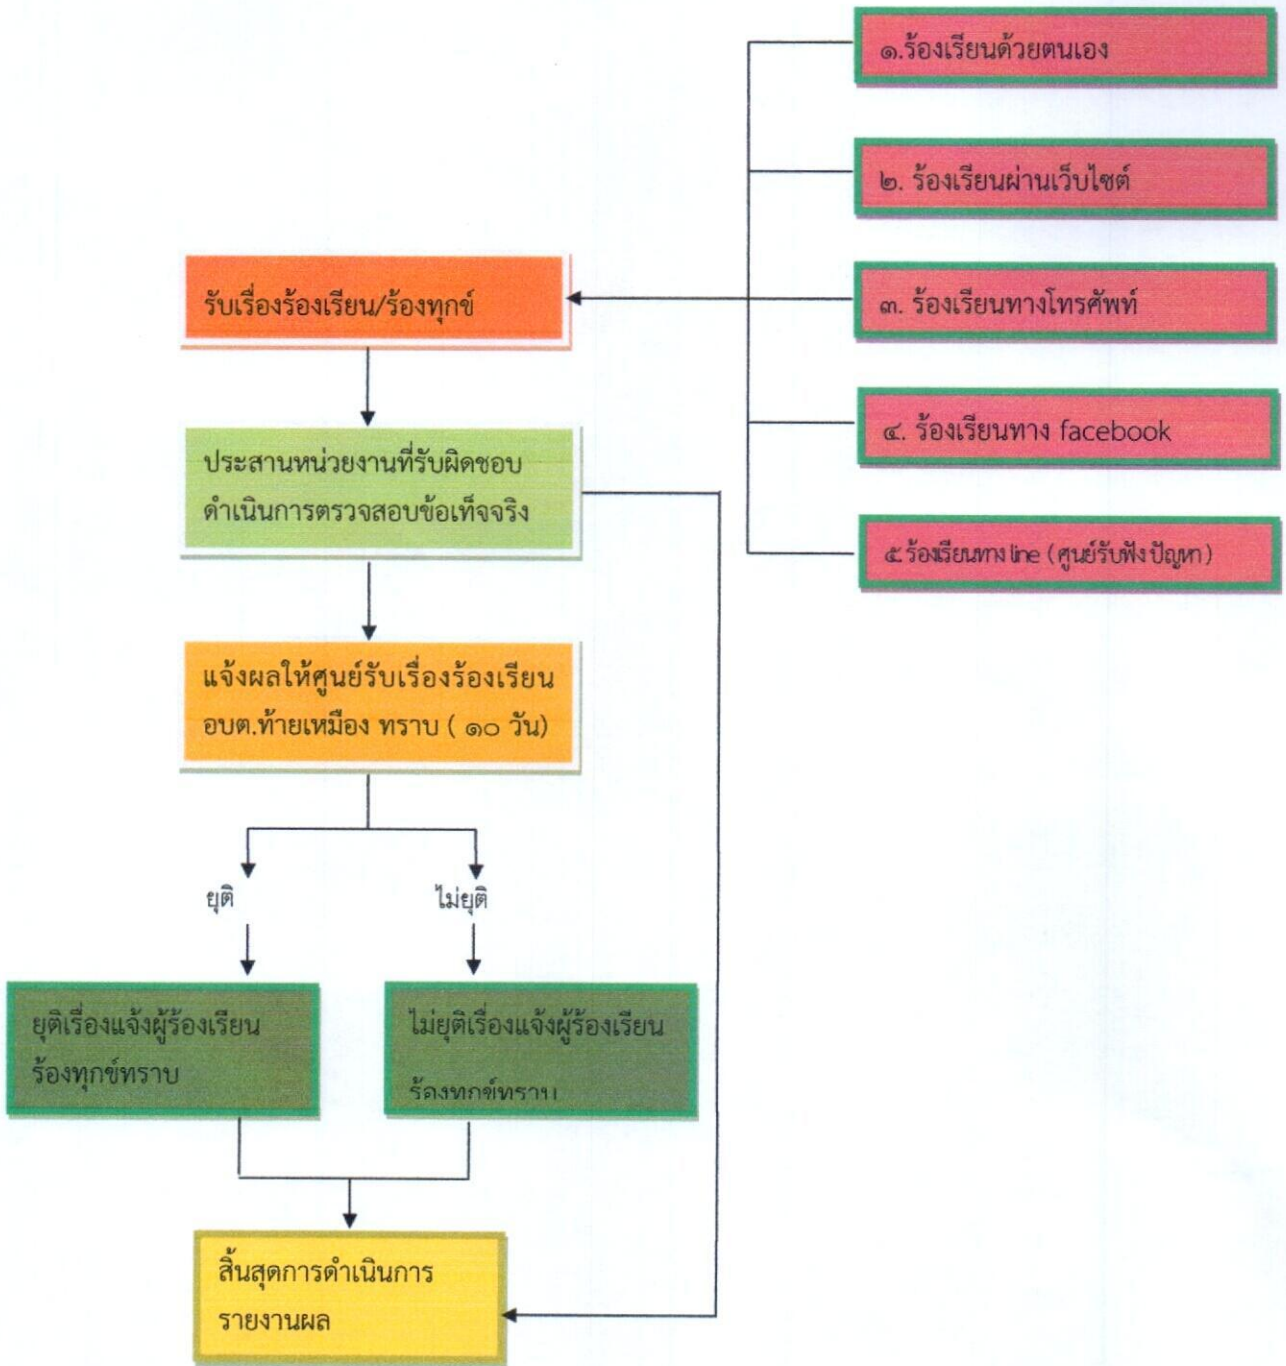 ๑.ร้องเรียนด้วยตนเอง
๒. ร้องเรียนผ่านเว็บไซต์
๓. ร้องเรียนทางโทรศัพท์
๔. ร้องเรียนทาง facebook
๕.ร้องเรียนทาง line (ศูนย์รับฟังปัญหา)
รับเรื่องร้องเรียน/ร้องทุกข์
ประสานหน่วยงานที่รับผิดชอบ
ดำเนินการตรวจสอบข้อเท็จจริง
แจ้งผลให้ศูนย์รับเรื่องร้องเรียน
อบต.ท้ายเหมือง ทราบ ( ๑๐ วัน)
ยุติ
ไม่ยุติ
ยุติเรื่องแจ้งผู้ร้องเรียน
ร้องทุกข์ทราบ
ไม่ยุติเรื่องแจ้งผู้ร้องเรียน
ร้องทุกข์ทราบ
สิ้นสุดการดำเนินการ
รายงานผล